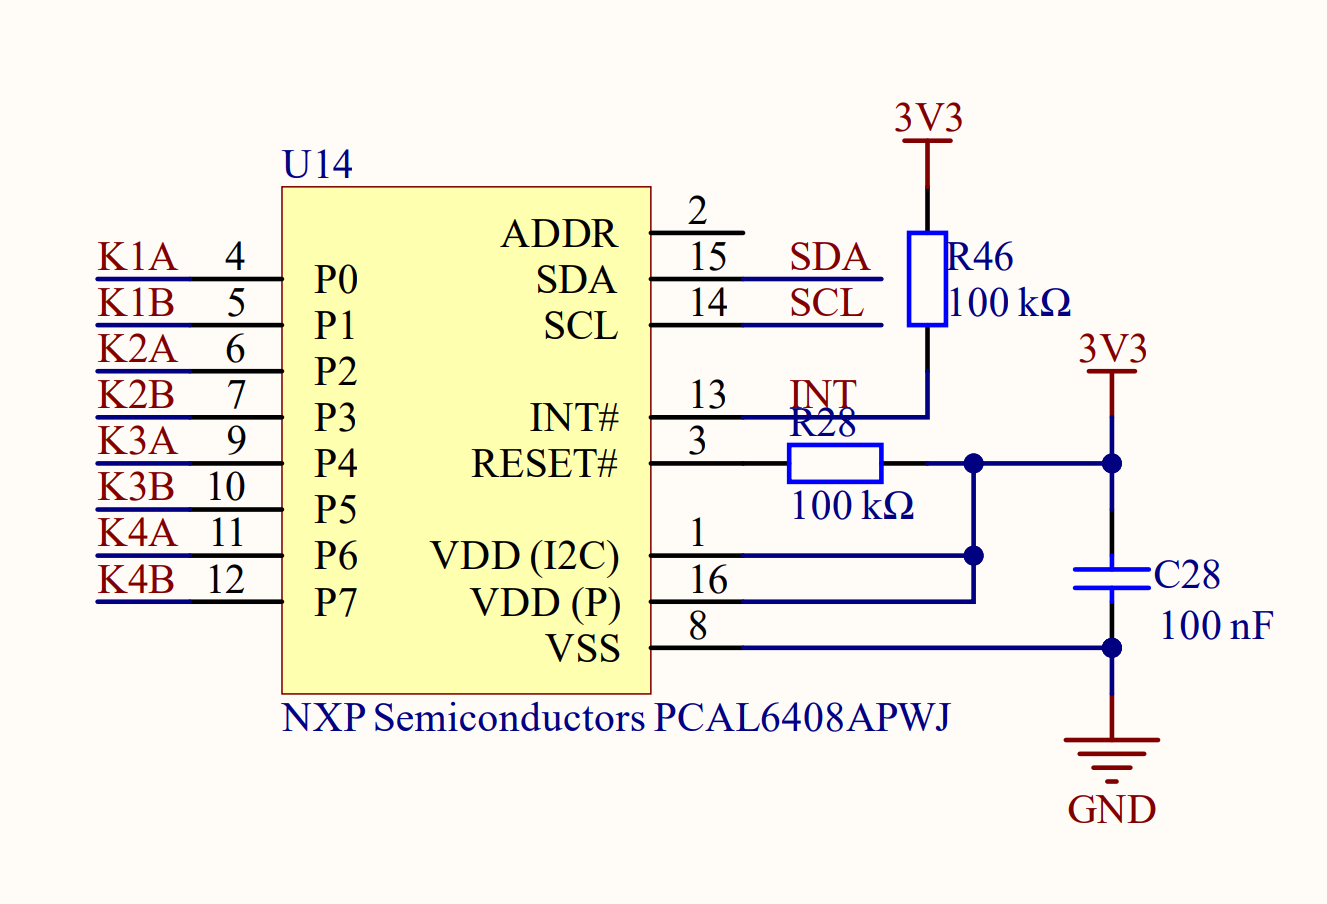 3V3
U14
ADDR 2
K1A 4 P0 SDA 15 SDA R46
K1B 5 P1 SCL 14 SCL 100 kΩ
K2A 6 P2 3V3
K2B 7 P3 INT# 13 INT
R28
K3A 9 P4 RESET# 3
K3B 10 P5 100 kΩ
K4A 11 P6 VDD (I2C) 1 C28
K4B 12 P7 VDD (P) 16 100 nF
VSS 8
NXP Semiconductors PCAL6408APWJ
GND